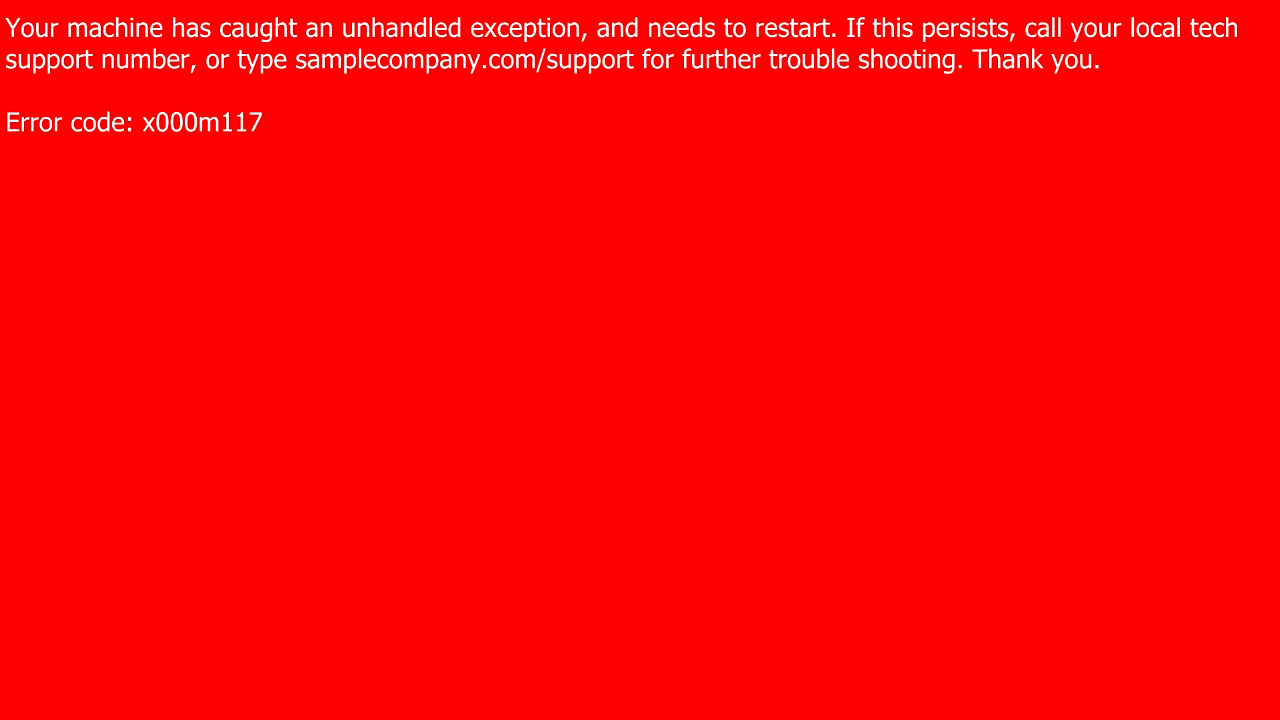 Your machine has caught an unhandled exception, and needs to restart. If this persists, call your local tech
support number, or type samplecompany.com/support for further trouble shooting. Thank you.
Error code: x000m117